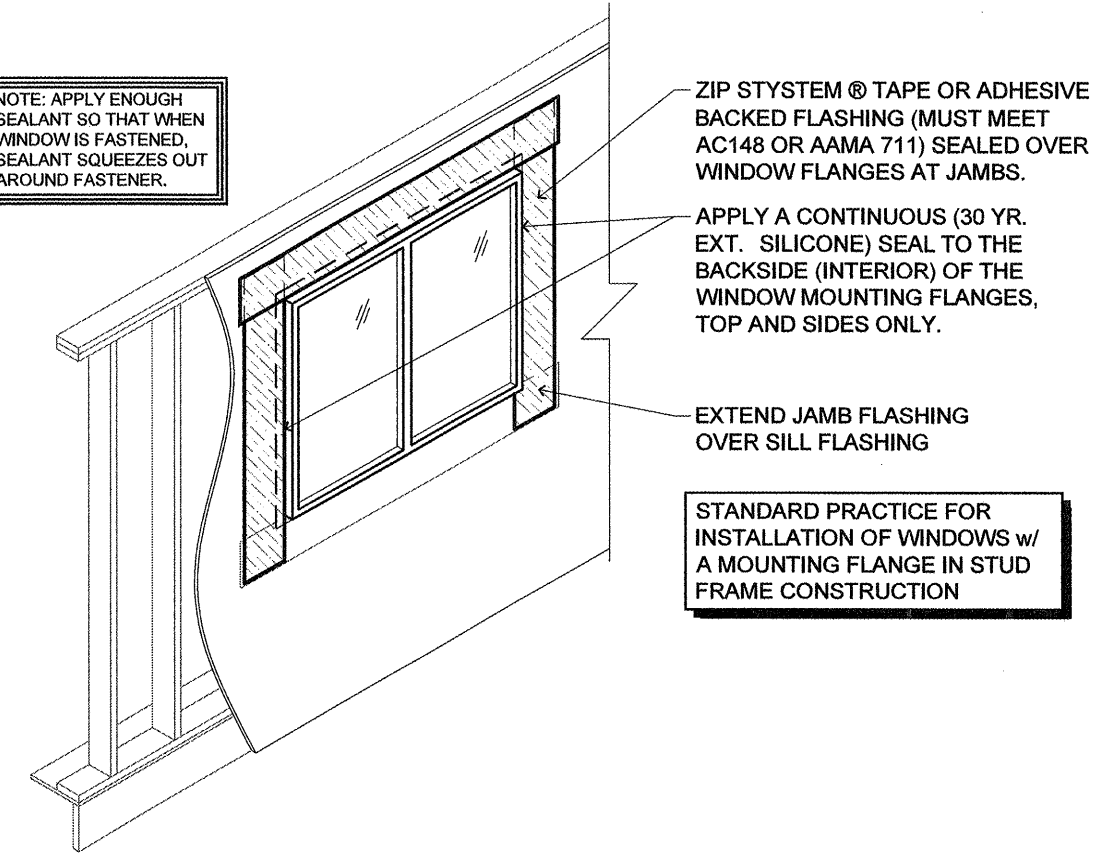 NOTE: APPLY ENOUGH
SEALANT SO THAT WHEN
WINDOW IS FASTENED,
SEALANT SQUEEZES OUT
AROUND FASTENER.
ZIP STYSTEM ® TAPE OR ADHESIVE
BACKED FLASHING (MUST MEET
AC148 OR AAMA 711) SEALED OVER
WINDOW FLANGES AT JAMBS.
APPLY A CONTINUOUS (30 YR.
EXT. SILICONE) SEAL TO THE
BACKSIDE (INTERIOR) OF THE
WINDOW MOUNTING FLANGES,
TOP AND SIDES ONLY.
EXTEND JAMB FLASHING
OVER SILL FLASHING
STANDARD PRACTICE FOR
INSTALLATION OF WINDOWS w/
A MOUNTING FLANGE IN STUD
FRAME CONSTRUCTION